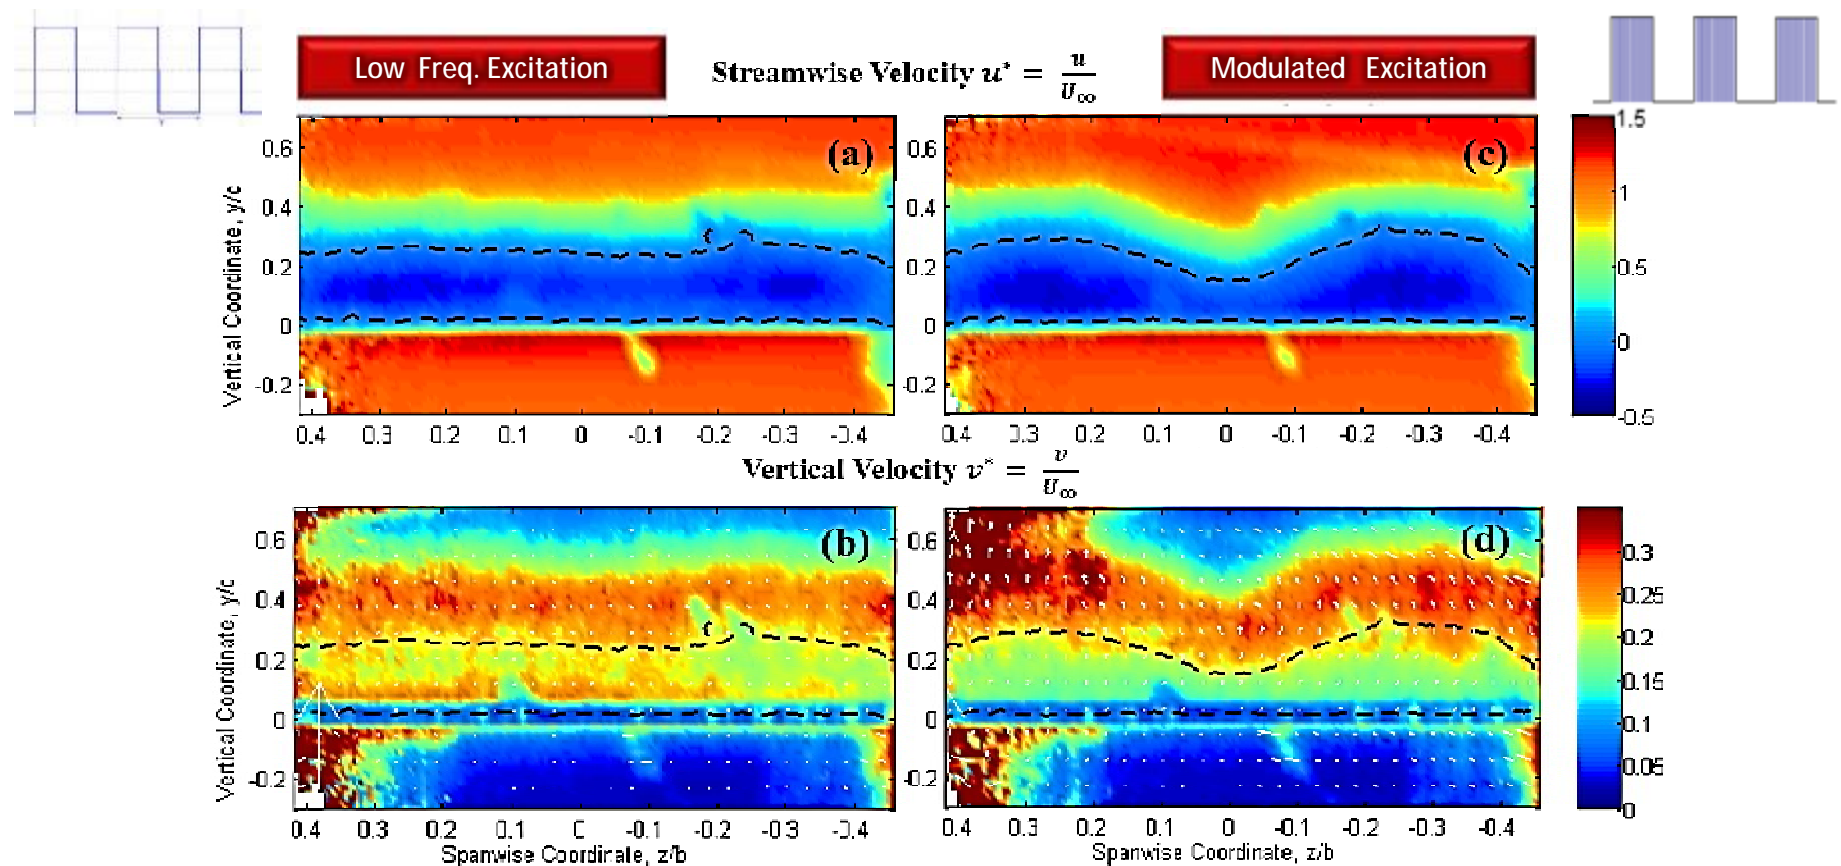 Low Freq. Excitation
Streamwise Velocity u* = u/U∞
Modulated Excitation
(a)
(c)
Vertical Coordinate, y/c
0.6
0.4
0.2
0
-0.2
0.4 0.3 0.2 0.1 0 -0.1 -0.2 -0.3 -0.4
0.6
0.4
0.2
0
-0.2
0.4 0.3 0.2 0.1 0 -0.1 -0.2 -0.3 -0.4
1.5
1
0.5
0
-0.5
Vertical Velocity v* = v/U∞
(b)
(d)
Vertical Coordinate, y/c
0.6
0.4
0.2
0
-0.2
0.4 0.3 0.2 0.1 0 -0.1 -0.2 -0.3 -0.4
Spanwise Coordinate, z/b
0.6
0.4
0.2
0
-0.2
0.4 0.3 0.2 0.1 0 -0.1 -0.2 -0.3 -0.4
Spanwise Coordinate, z/b
0.3
0.25
0.2
0.15
0.1
0.05
0